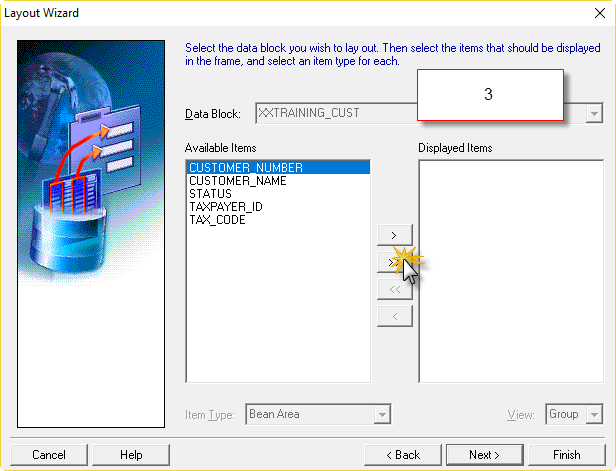 Layout Wizard
Select the data block you wish to lay out. Then select the items that should be displayed
in the frame, and select an item type for each.
3
Data Block:
XXTRAINING_CUST
Available Items
Displayed Items
CUSTOMER_NUMBER
CUSTOMER_NAME
STATUS
TAXPAYER_ID
TAX_CODE
>
<<
<
Item Type:
Bean Area
View:
Group
Cancel
Help
< Back
Next >
Finish